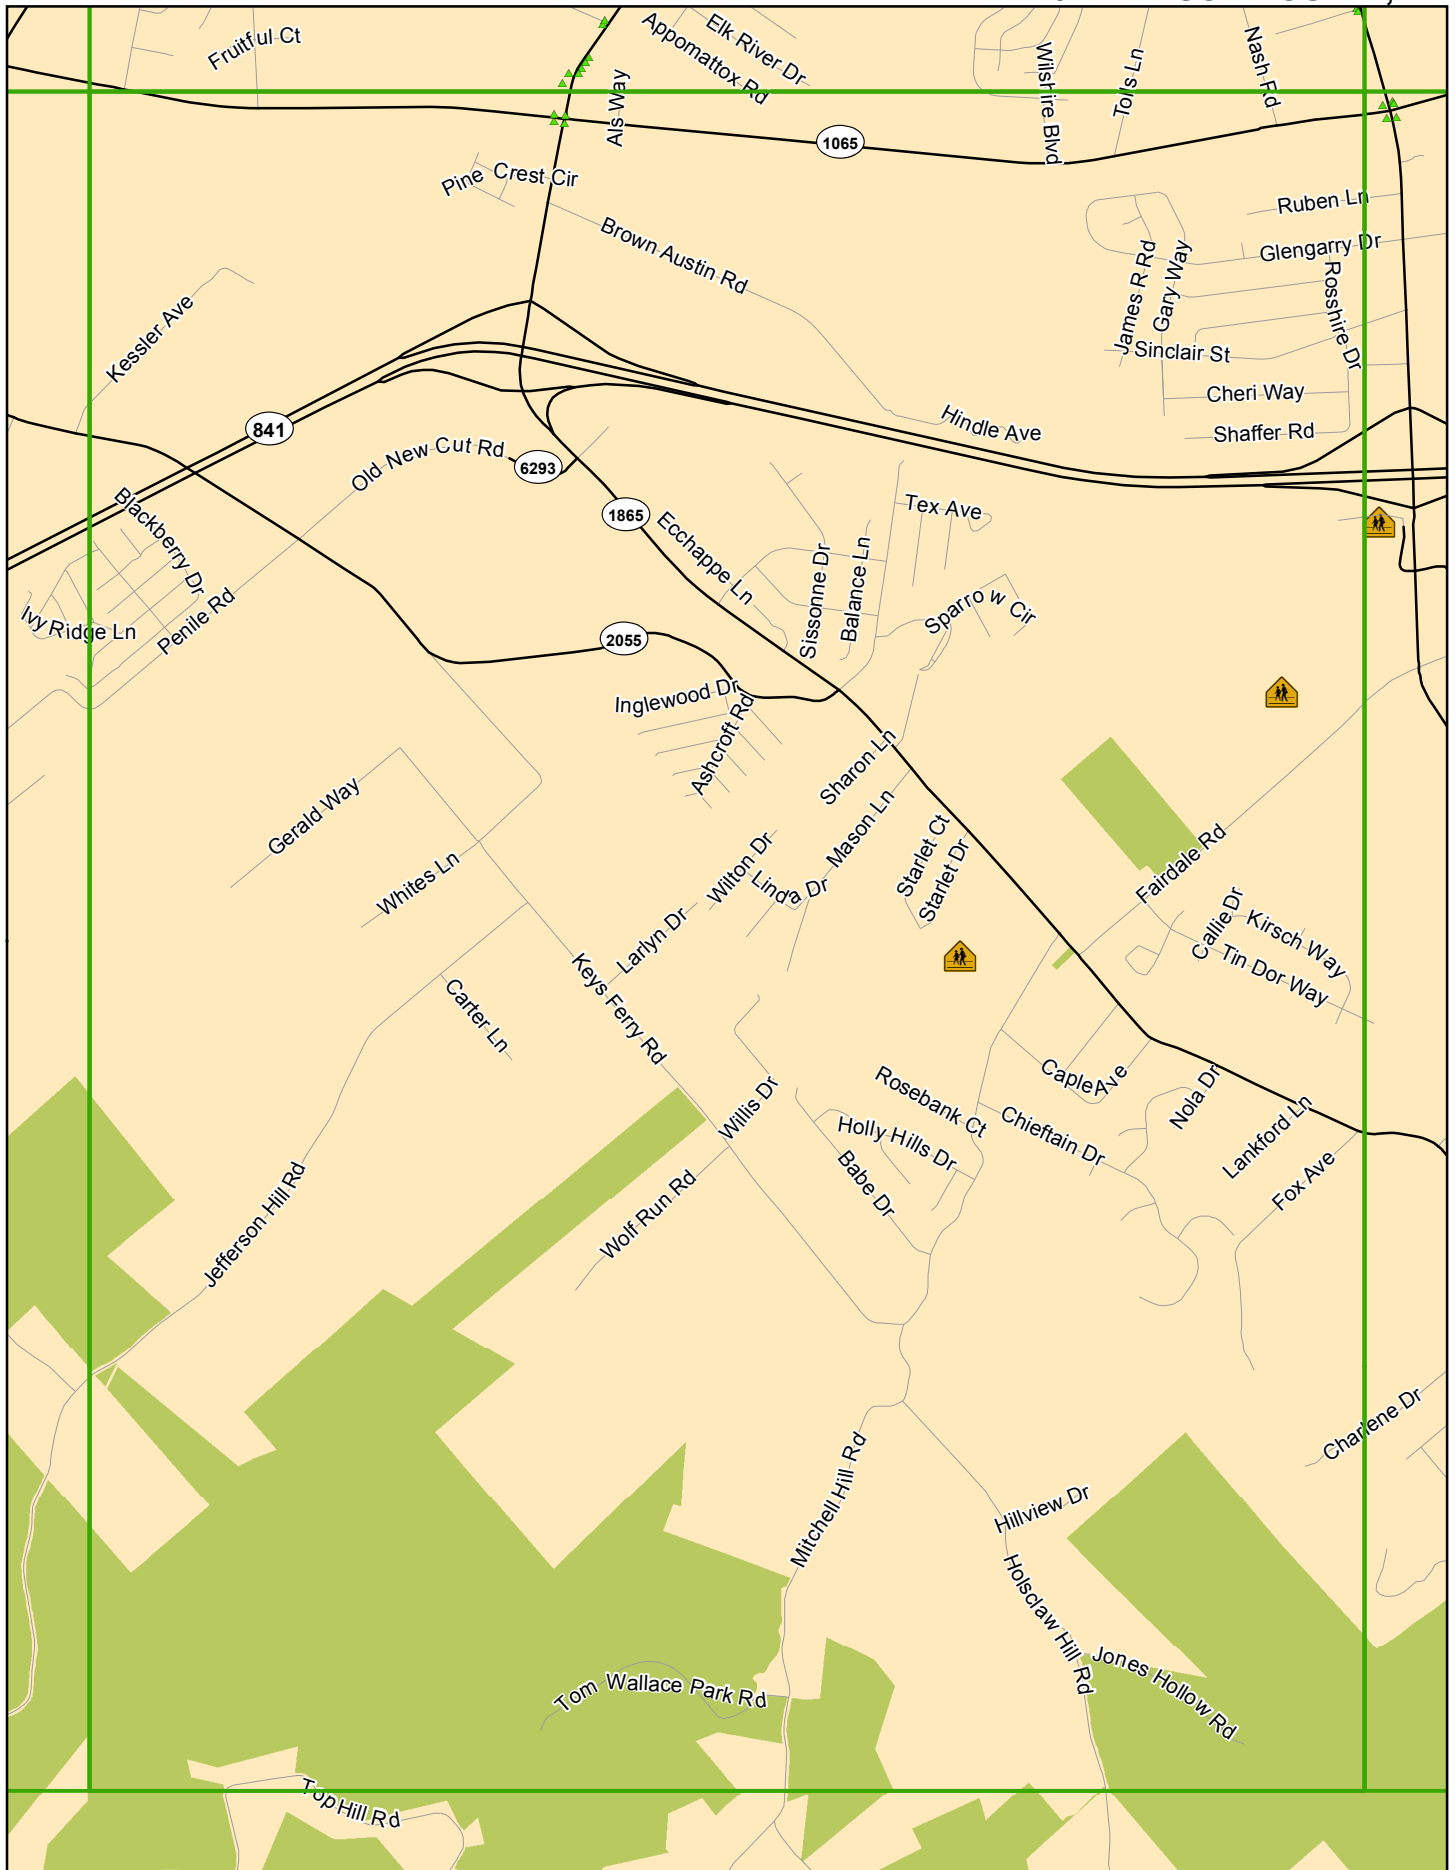 Fruitful Ct
Appomattox Rd
Elk River Dr
Als Way
Wilshire Blvd
Tolls Ln
Nash Rd
1065
Pine Crest Cir
Brown Austin Rd
Ruben Ln
Glengarry Dr
James R Rd
Gary Way
Rosshire Dr
Sinclair St
Kessler Ave
Cheri Way
Shaffer Rd
Hindle Ave
841
Old New Cut Rd
6293
1865
Tex Ave
Blackberry Dr
Ecchappe Ln
Sissonne Dr
Balance Ln
Sparrow Cir
Ivy Ridge Ln
Penile Rd
2055
Inglewood Dr
Ashcroft Rd
Sharon Ln
Gerald Way
Mason Ln
Starlet Ct
Starlet Dr
Fairdale Rd
Whites Ln
Wilton Dr
Linda Dr
Callie Dr
Kirsch Way
Tin Dor Way
Larlyn Dr
Keys Ferry Rd
Carter Ln
Caple Ave
Nola Dr
Rosebank Ct
Willis Dr
Holly Hills Dr
Chieftain Dr
Lankford Ln
Fox Ave
Babe Dr
Wolf Run Rd
Jefferson Hill Rd
Charlene Dr
Mitchell Hill Rd
Hillview Dr
Holsclaw Hill Rd
Jones Hollow Rd
Tom Wallace Park Rd
Top Hill Rd